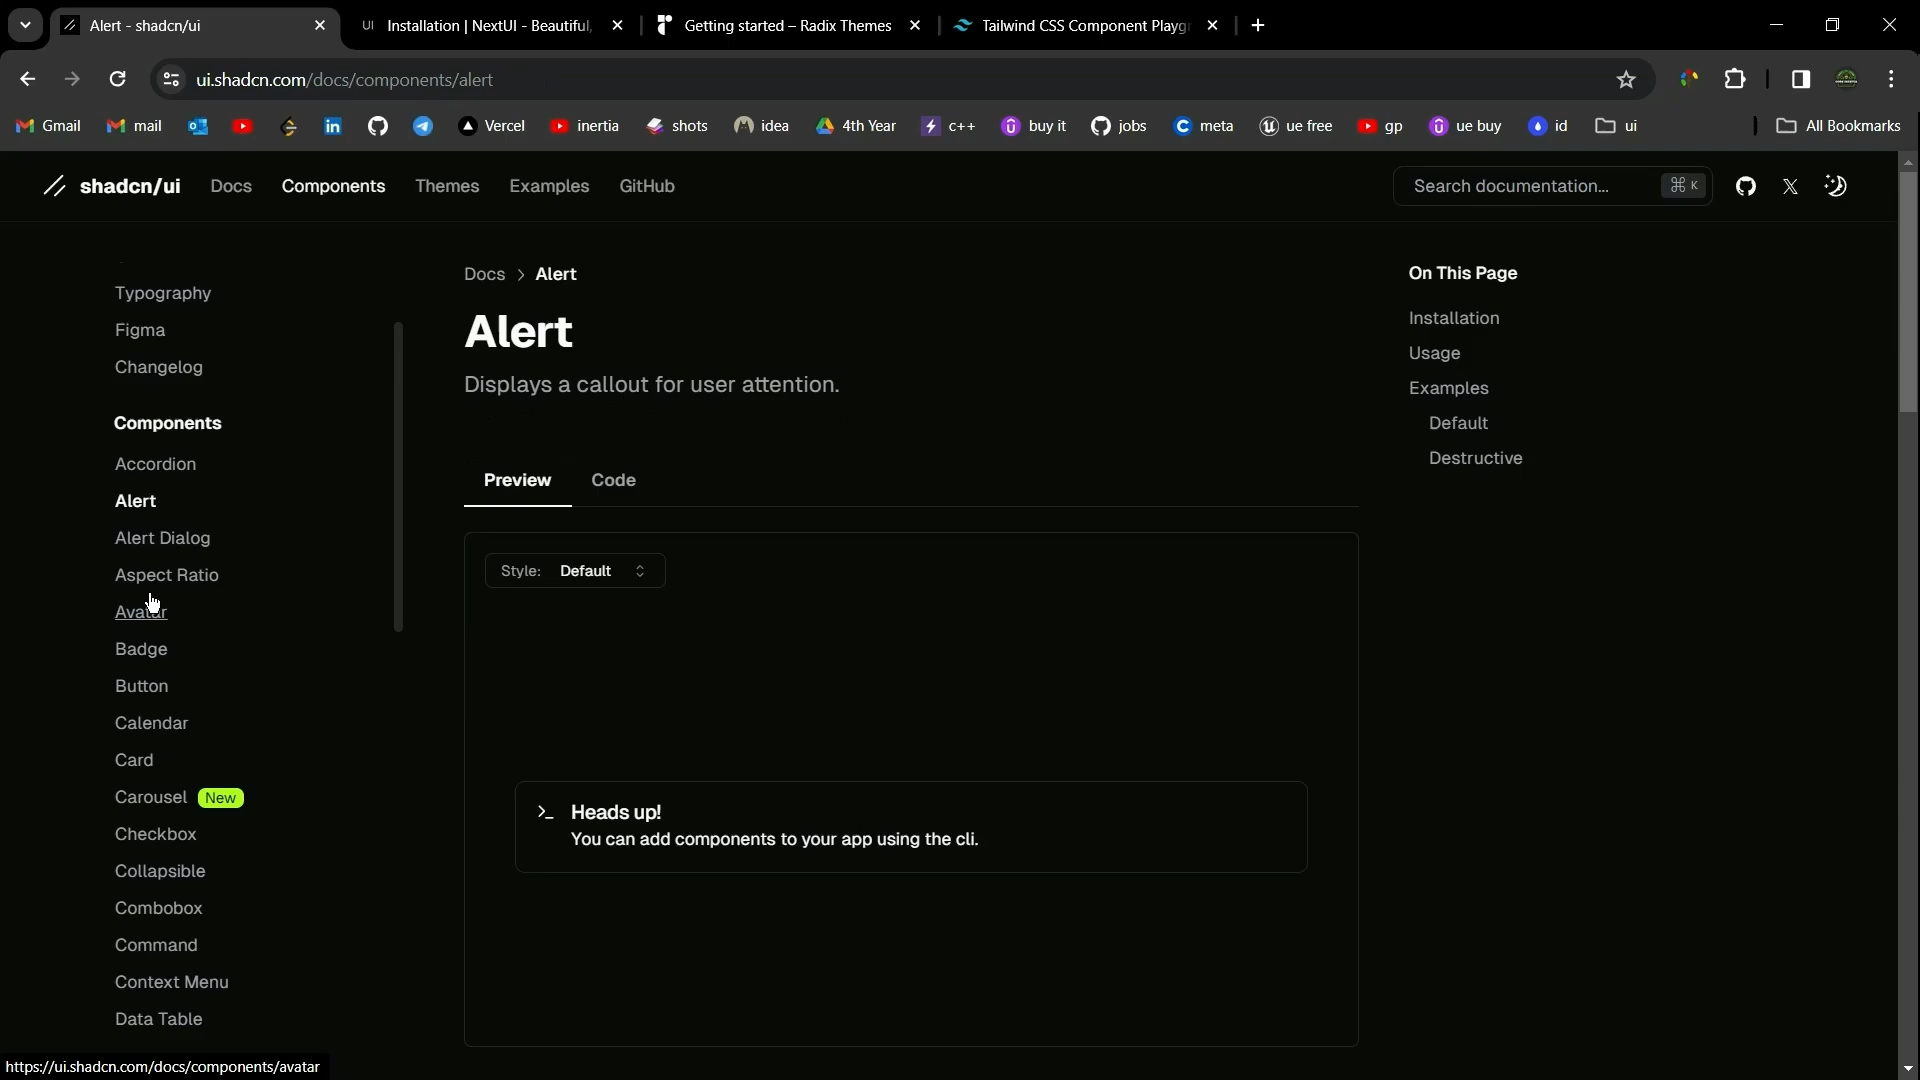 Alert - shadcn/ui
UI Installation | NextUI - Beautiful,
Getting started – Radix Themes
Tailwind CSS Component Playg
ui.shadcn.com/docs/components/alert
Gmail mail Vercel inertia shots idea 4th Year c++ buy it jobs meta ue free gp ue buy id ui All Bookmarks
shadcn/ui Docs Components Themes Examples GitHub Search documentation... ⌘ K
Typography
Figma
Changelog
Components
Accordion
Alert
Alert Dialog
Aspect Ratio
Avatar
Badge
Button
Calendar
Card
Carousel New
Checkbox
Collapsible
Combobox
Command
Context Menu
Data Table
Docs > Alert
Alert
Displays a callout for user attention.
Preview Code
Style: Default
>_ Heads up!
You can add components to your app using the cli.
On This Page
Installation
Usage
Examples
Default
Destructive
https://ui.shadcn.com/docs/components/avatar